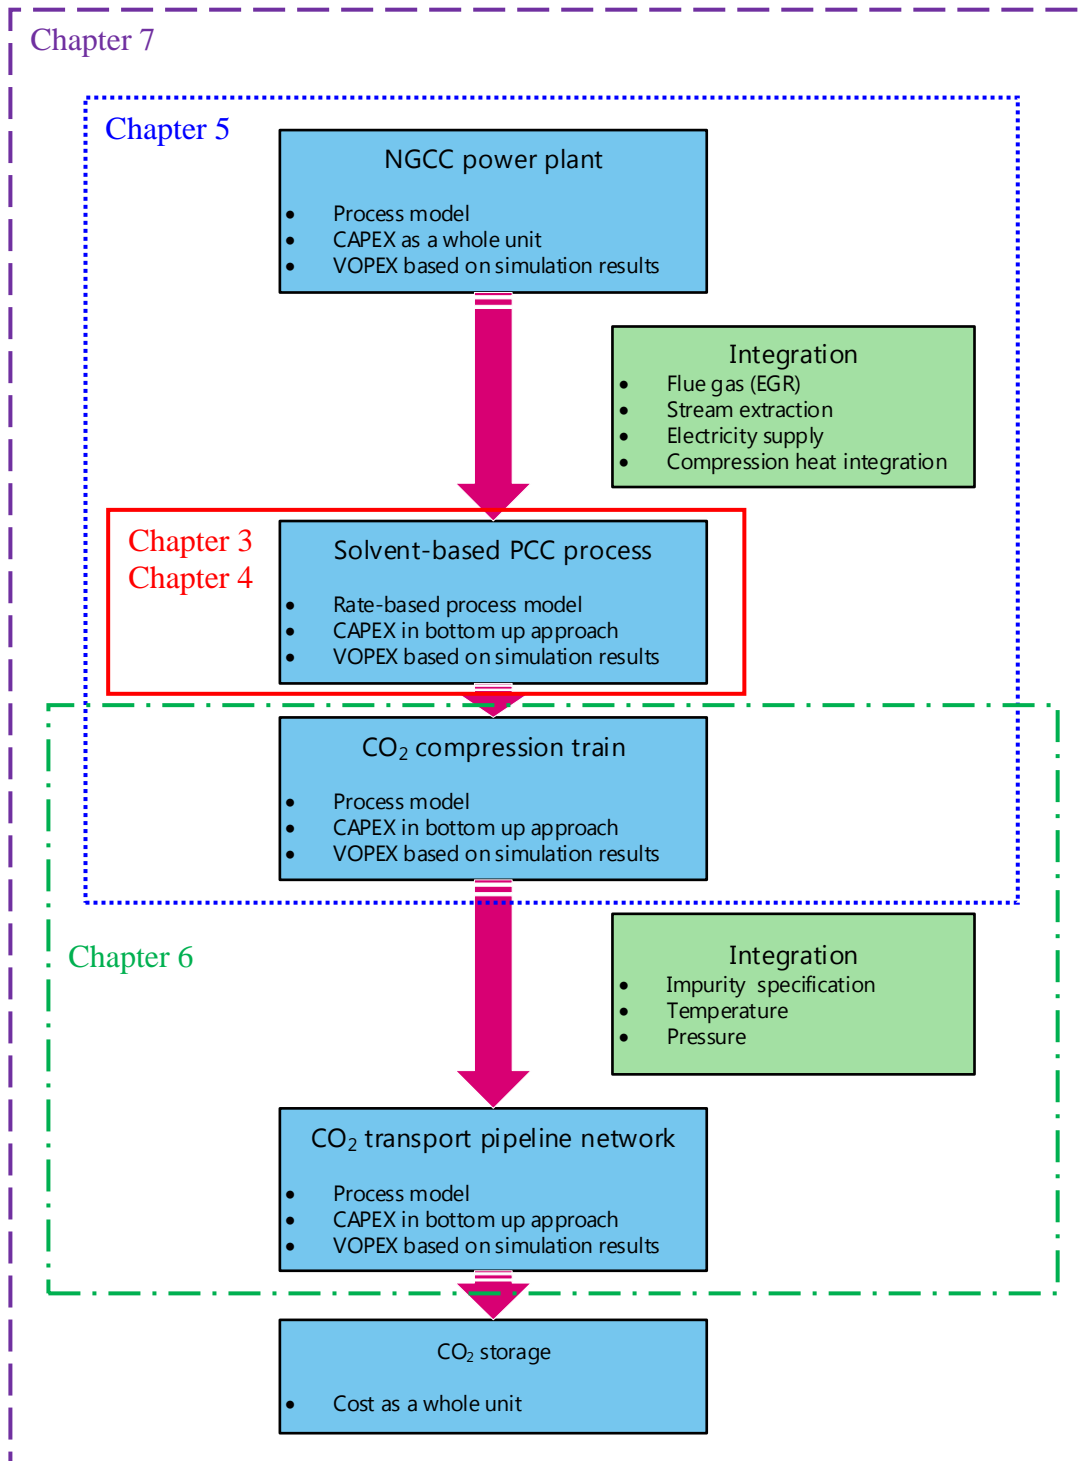 Chapter 7
Chapter 5
NGCC power plant
• Process model
• CAPEX as a whole unit
• VOPEX based on simulation results
Integration
• Flue gas (EGR)
• Stream extraction
• Electricity supply
• Compression heat integration
Chapter 3
Chapter 4
Solvent-based PCC process
• Rate-based process model
• CAPEX in bottom up approach
• VOPEX based on simulation results
CO₂ compression train
• Process model
• CAPEX in bottom up approach
• VOPEX based on simulation results
Chapter 6
Integration
• Impurity specification
• Temperature
• Pressure
CO₂ transport pipeline network
• Process model
• CAPEX in bottom up approach
• VOPEX based on simulation results
CO₂ storage
• Cost as a whole unit